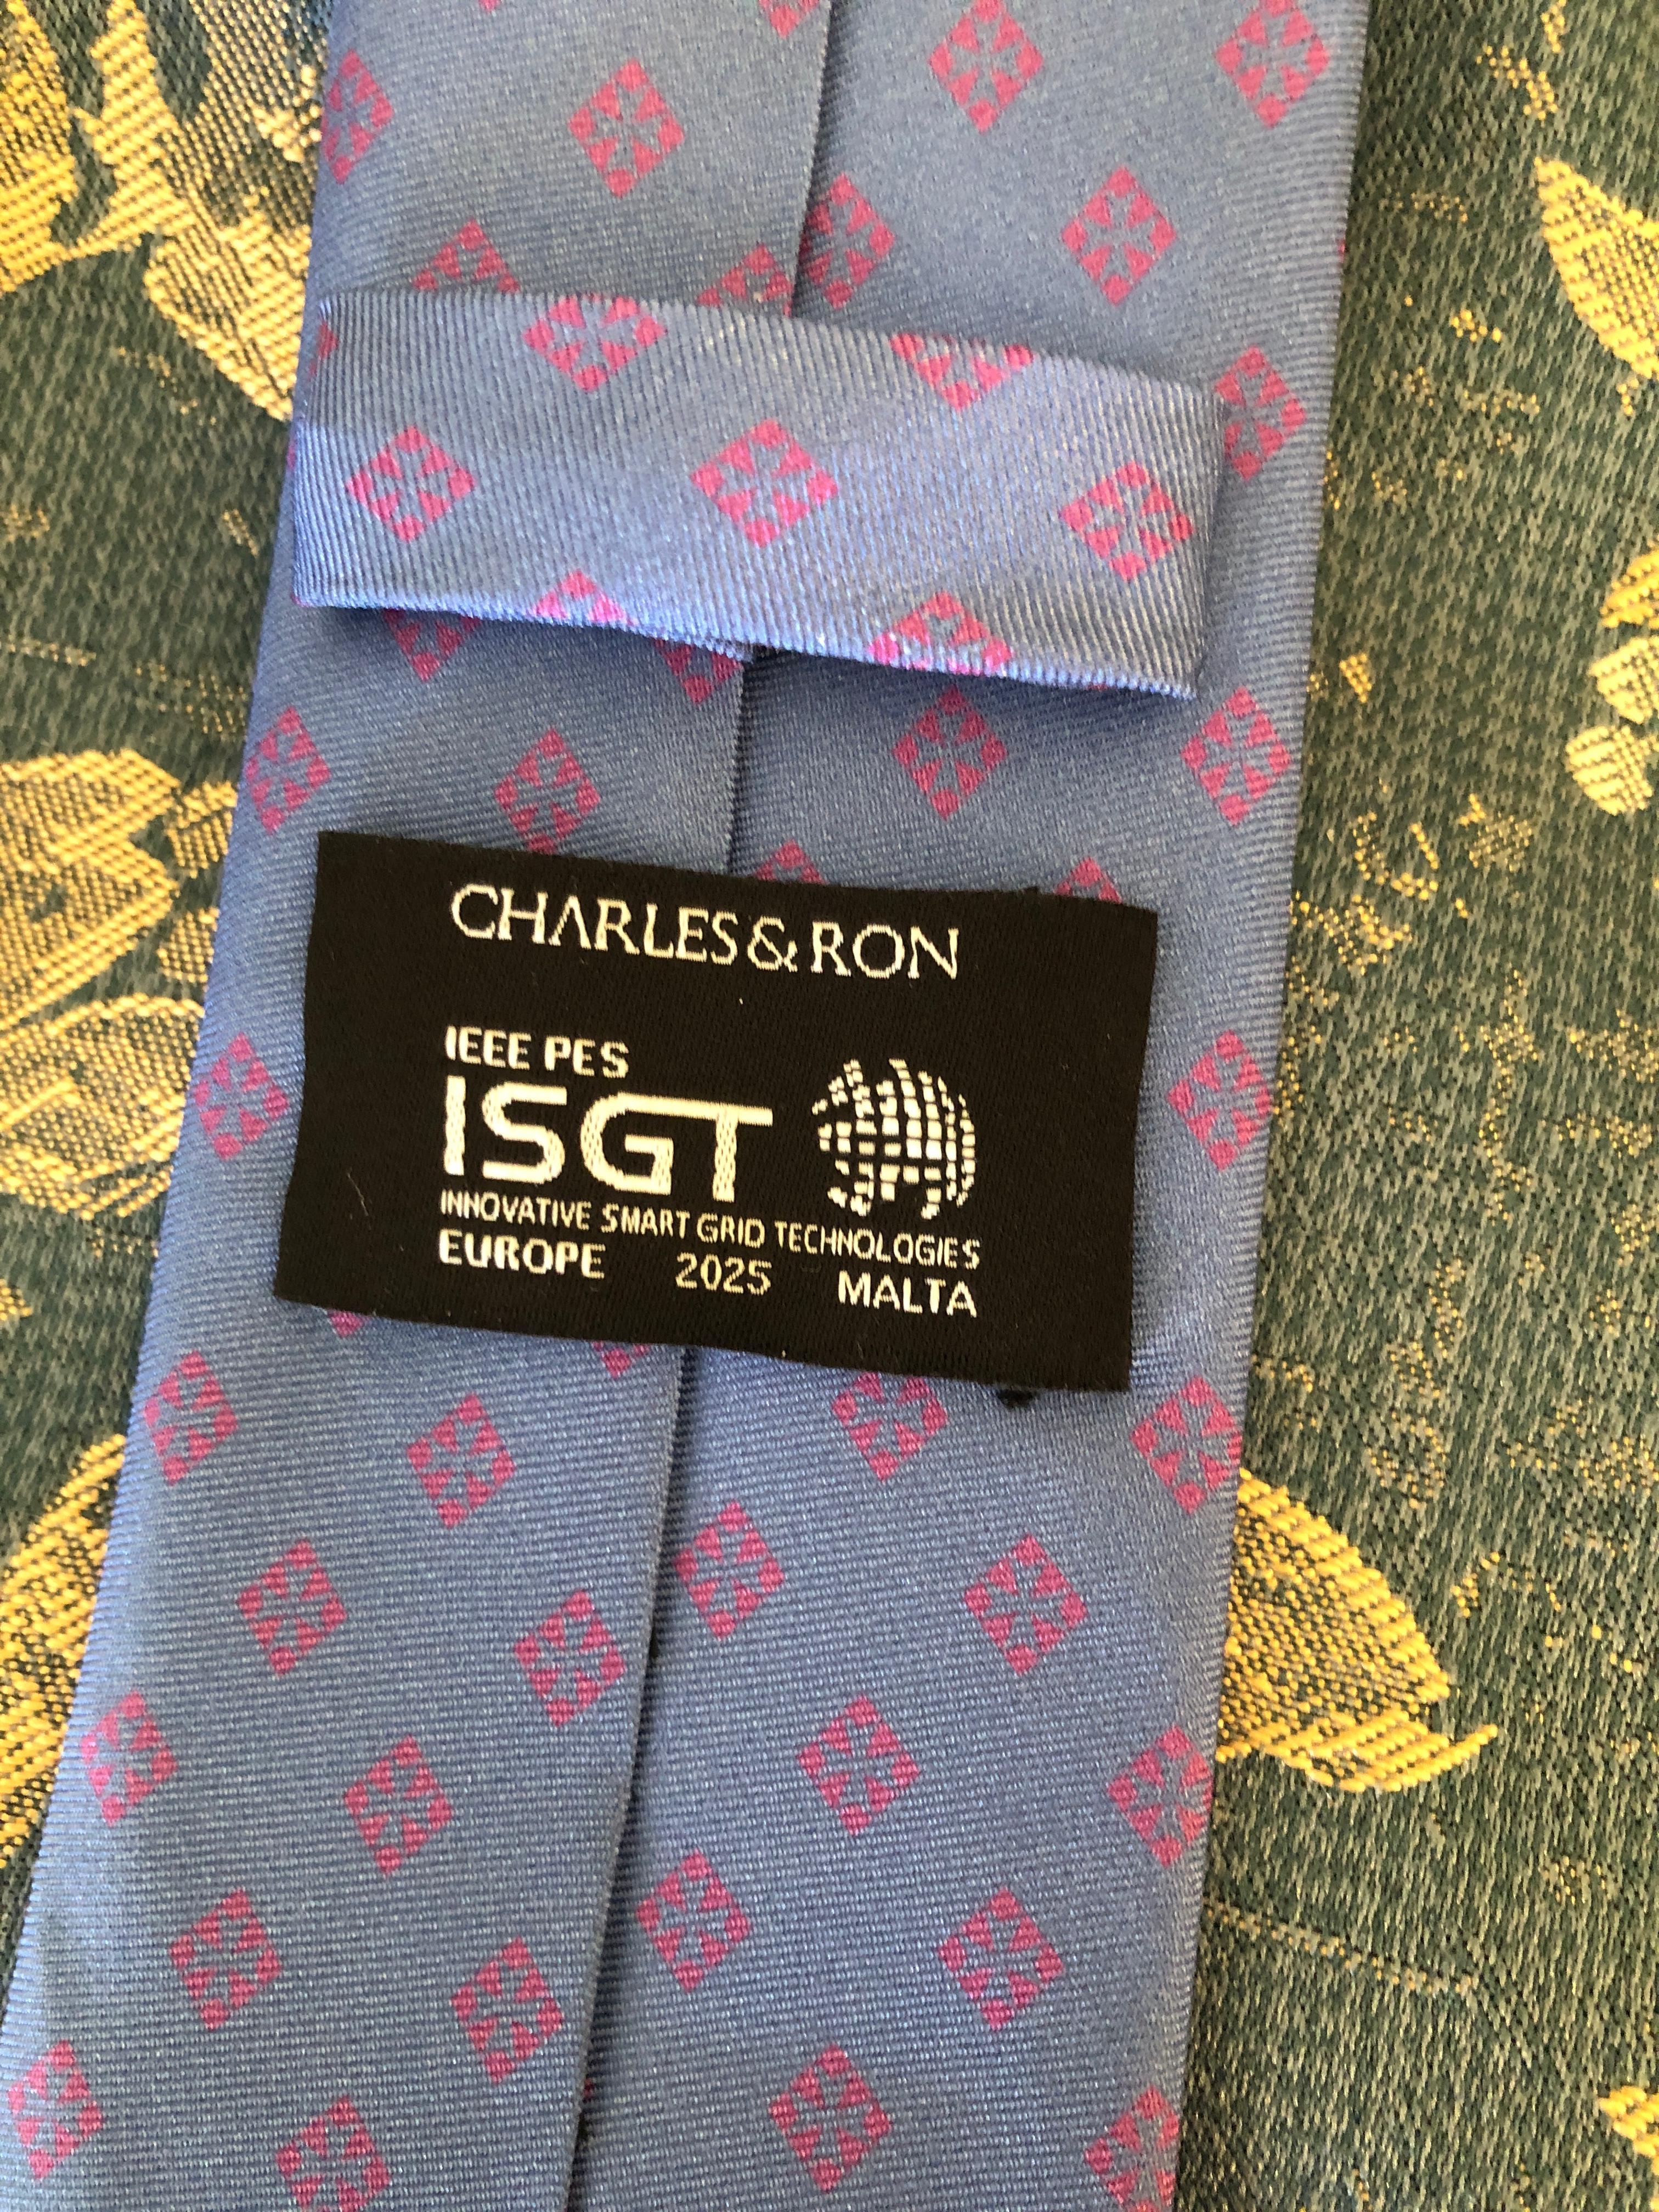 CHARLES & RON
IEEE PES
ISGT
INNOVATIVE SMART GRID TECHNOLOGIES
EUROPE 2025 MALTA